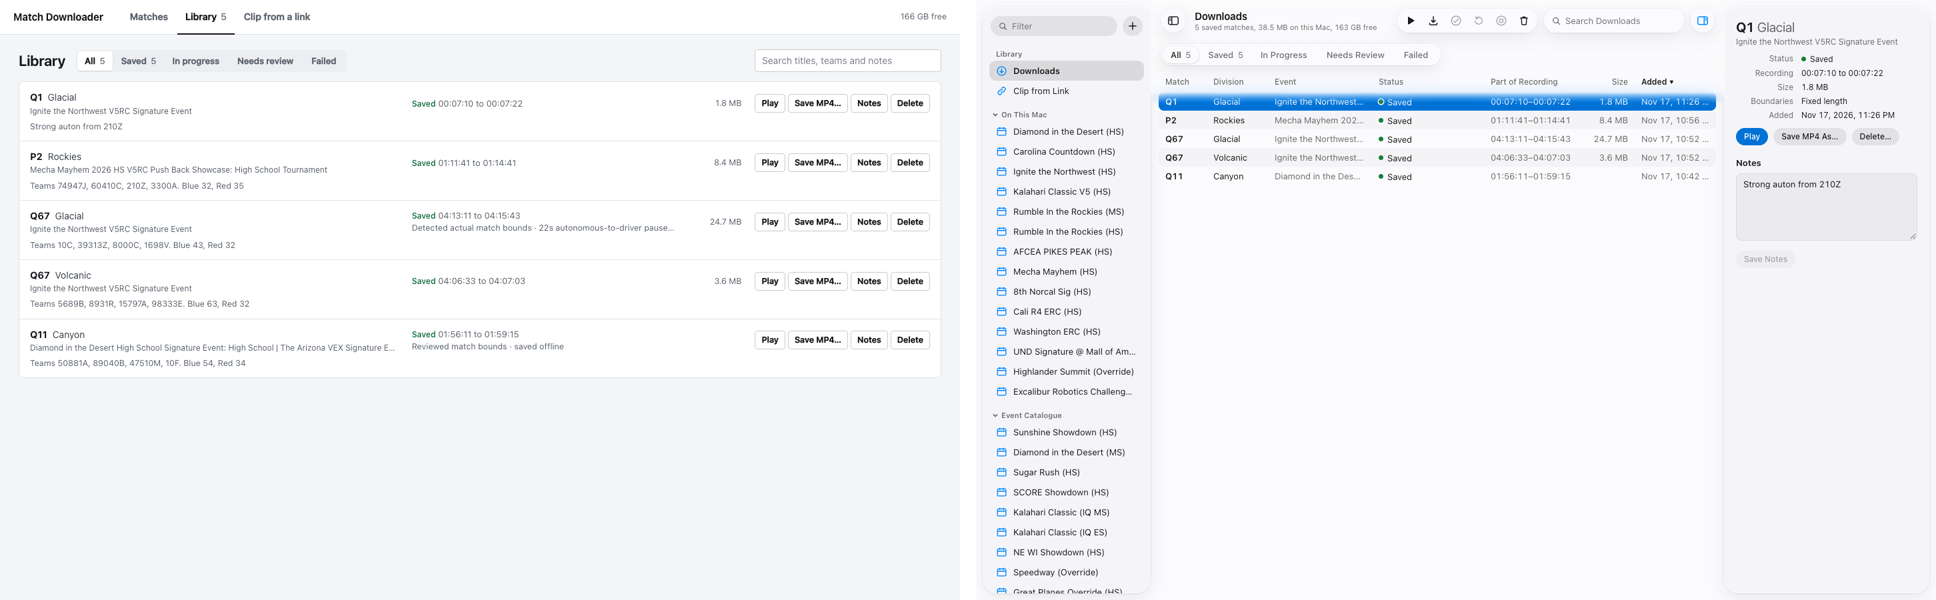 Match Downloader
Matches
Library 5
Clip from a link
166 GB free
Library
All 5
Saved 5
In progress
Needs review
Failed
Search titles, teams and notes
Q1 Glacial
Ignite the Northwest V5RC Signature Event
Strong auton from 210Z
Saved 00:07:10 to 00:07:22
1.8 MB
Play
Save MP4...
Notes
Delete
P2 Rockies
Mecha Mayhem 2026 HS V5RC Push Back Showcase: High School Tournament
Teams 74947J, 60410C, 210Z, 3300A. Blue 32, Red 35
Saved 01:11:41 to 01:14:41
8.4 MB
Play
Save MP4...
Notes
Delete
Q67 Glacial
Ignite the Northwest V5RC Signature Event
Teams 10C, 39313Z, 8000C, 1698V. Blue 43, Red 32
Saved 04:13:11 to 04:15:43
Detected actual match bounds · 22s autonomous-to-driver pause...
24.7 MB
Play
Save MP4...
Notes
Delete
Q67 Volcanic
Ignite the Northwest V5RC Signature Event
Teams 5689B, 8931R, 15797A, 98333E. Blue 63, Red 32
Saved 04:06:33 to 04:07:03
3.6 MB
Play
Save MP4...
Notes
Delete
Q11 Canyon
Diamond in the Desert High School Signature Event: High School | The Arizona VEX Signature E...
Teams 50881A, 89040B, 47510M, 10F. Blue 54, Red 34
Saved 01:56:11 to 01:59:15
Reviewed match bounds · saved offline
Play
Save MP4...
Notes
Delete
Filter
Library
Downloads
Clip from Link
On This Mac
Diamond in the Desert (HS)
Carolina Countdown (HS)
Ignite the Northwest (HS)
Kalahari Classic V5 (HS)
Rumble In the Rockies (MS)
Rumble In the Rockies (HS)
AFCEA PIKES PEAK (HS)
Mecha Mayhem (HS)
8th Norcal Sig (HS)
Cali R4 ERC (HS)
Washington ERC (HS)
UND Signature @ Mall of Am...
Highlander Summit (Override)
Excalibur Robotics Challeng...
Event Catalogue
Sunshine Showdown (HS)
Diamond in the Desert (MS)
Sugar Rush (HS)
SCORE Showdown (HS)
Kalahari Classic (IQ MS)
Kalahari Classic (IQ ES)
NE WI Showdown (HS)
Speedway (Override)
Great Planes Override (HS)
Downloads
5 saved matches, 38.5 MB on this Mac, 163 GB free
Search Downloads
All 5
Saved 5
In Progress
Needs Review
Failed
Match Division Event Status Part of Recording Size Added
Q1 Glacial Ignite the Northwest... Saved 00:07:10–00:07:22 1.8 MB Nov 17, 11:26 ...
P2 Rockies Mecha Mayhem 202... Saved 01:11:41–01:14:41 8.4 MB Nov 17, 10:56 ...
Q67 Glacial Ignite the Northwest... Saved 04:13:11–04:15:43 24.7 MB Nov 17, 10:52 ...
Q67 Volcanic Ignite the Northwest... Saved 04:06:33–04:07:03 3.6 MB Nov 17, 10:52 ...
Q11 Canyon Diamond in the Des... Saved 01:56:11–01:59:15 Nov 17, 10:42 ...
Q1 Glacial
Ignite the Northwest V5RC Signature Event
Status Saved
Recording 00:07:10 to 00:07:22
Size 1.8 MB
Boundaries Fixed length
Added Nov 17, 2026, 11:26 PM
Play
Save MP4 As...
Delete...
Notes
Strong auton from 210Z
Save Notes